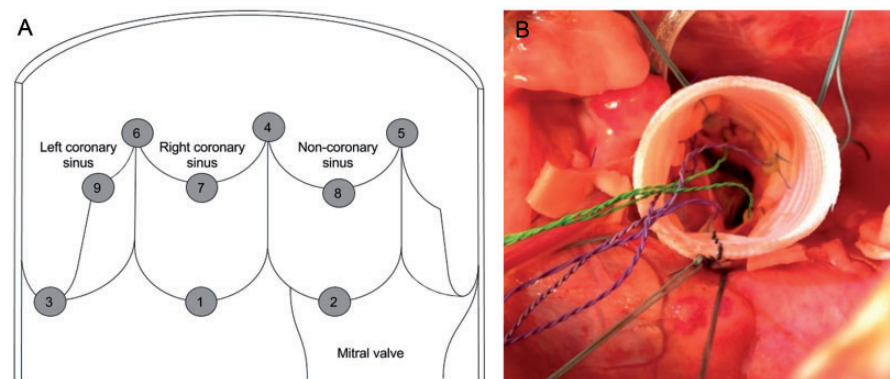 A
B
6
4
5
Left coronary
sinus
Right coronary
sinus
Non-coronary
sinus
9
7
8
3
1
2
Mitral valve